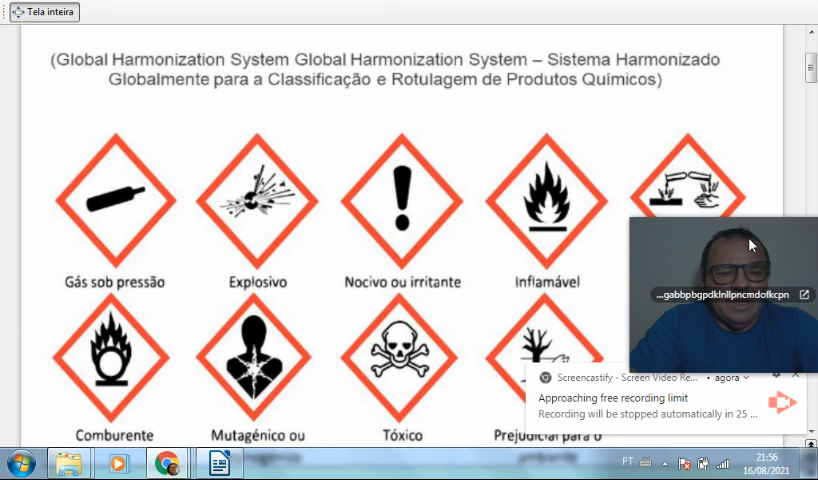 Tela inteira
(Global Harmonization System Global Harmonization System – Sistema Harmonizado
Globalmente para a Classificação e Rotulagem de Produtos Químicos)
Gás sob pressão
Explosivo
Nocivo ou irritante
Inflamável
...gabbpbgpdklnllpncmdofkcpn
Comburente
Mutagénico ou
Tóxico
Prejudicial para o
ambiente
Screencastify - Screen Video Re... • agora
Approaching free recording limit
Recording will be stopped automatically in 25 ...
PT
21:56
16/08/2021